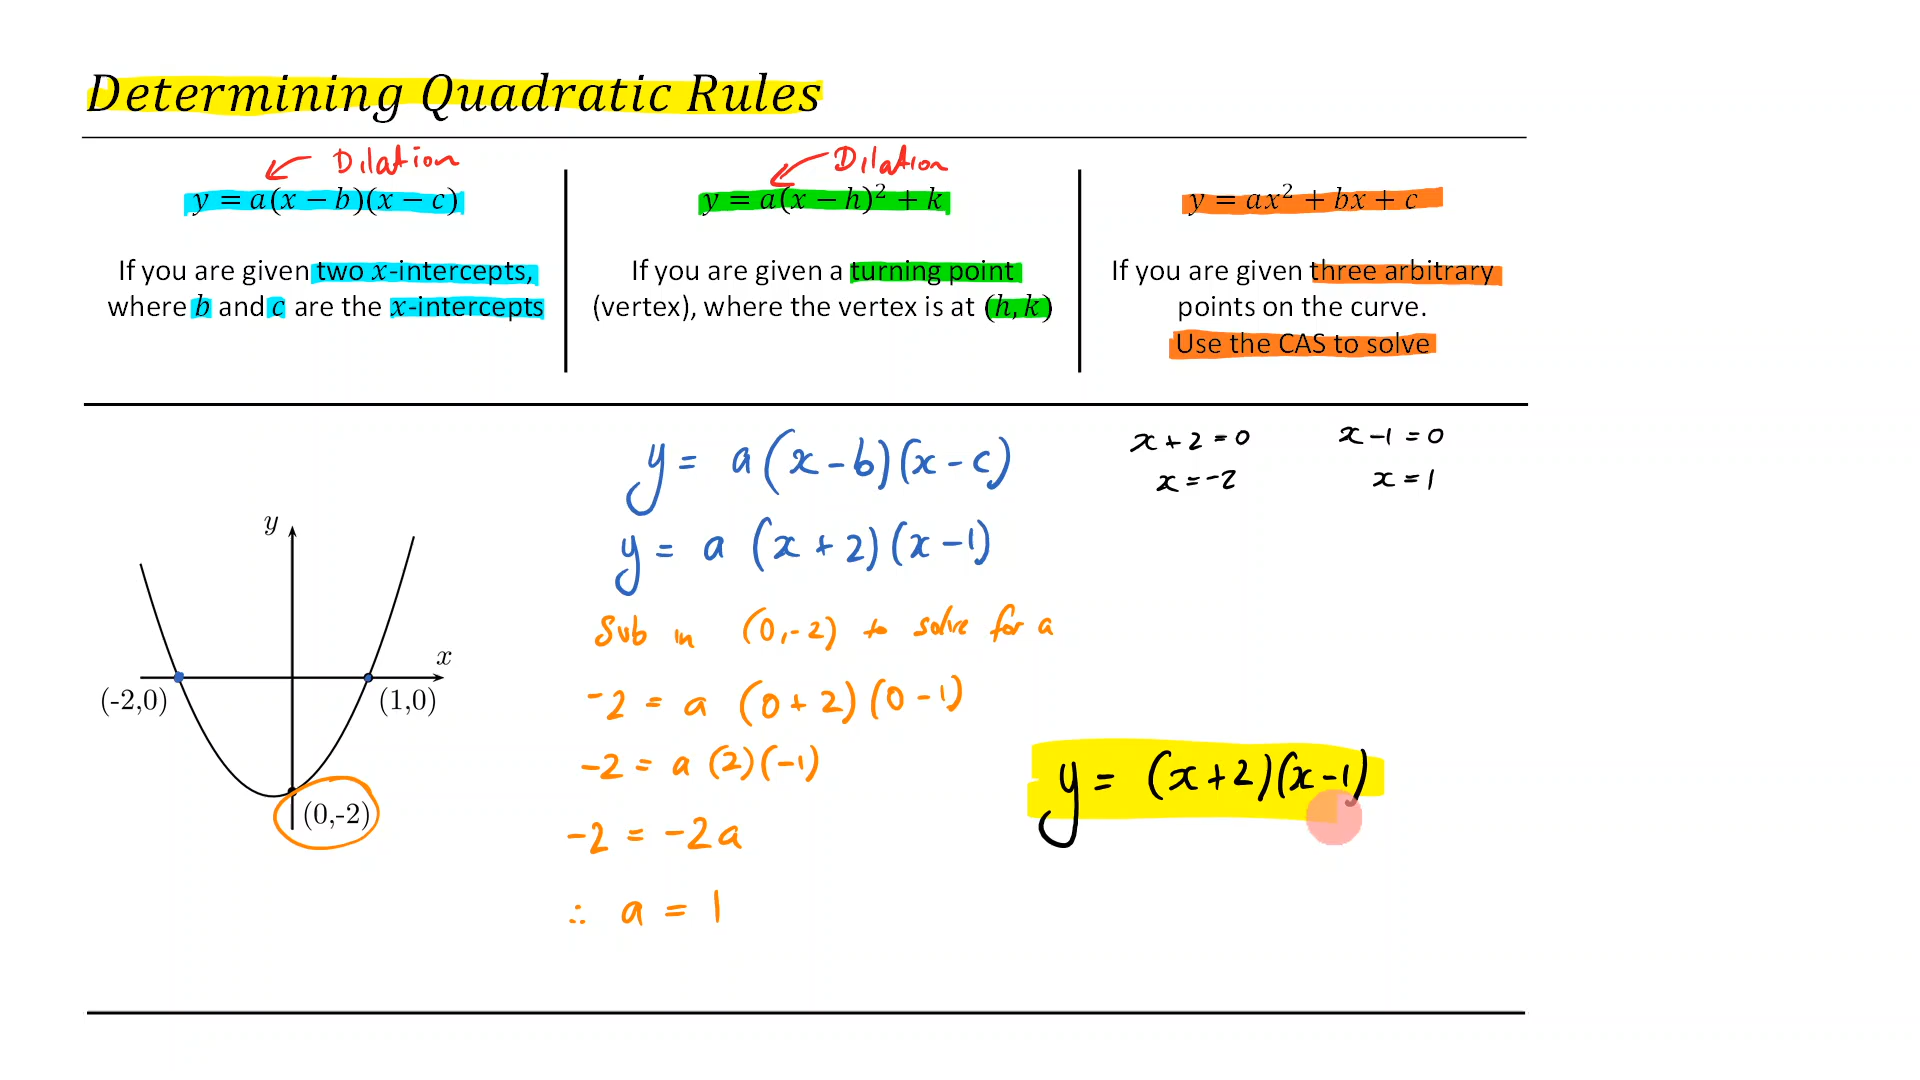 Determining Quadratic Rules
Dilation
y = a(x − b)(x − c)
If you are given two x-intercepts,
where b and c are the x-intercepts
Dilation
y = a(x − h)² + k
If you are given a turning point
(vertex), where the vertex is at (h, k)
y = ax² + bx + c
If you are given three arbitrary
points on the curve.
Use the CAS to solve
y
x
(-2,0)
(1,0)
(0,-2)
y = a(x-b)(x-c)
y = a (x+2)(x-1)
Sub in (0,-2) to solve for a
-2 = a (0+2)(0-1)
-2 = a (2)(-1)
-2 = -2a
∴ a = 1
x+2=0
x=-2
x-1=0
x=1
y = (x+2)(x-1)